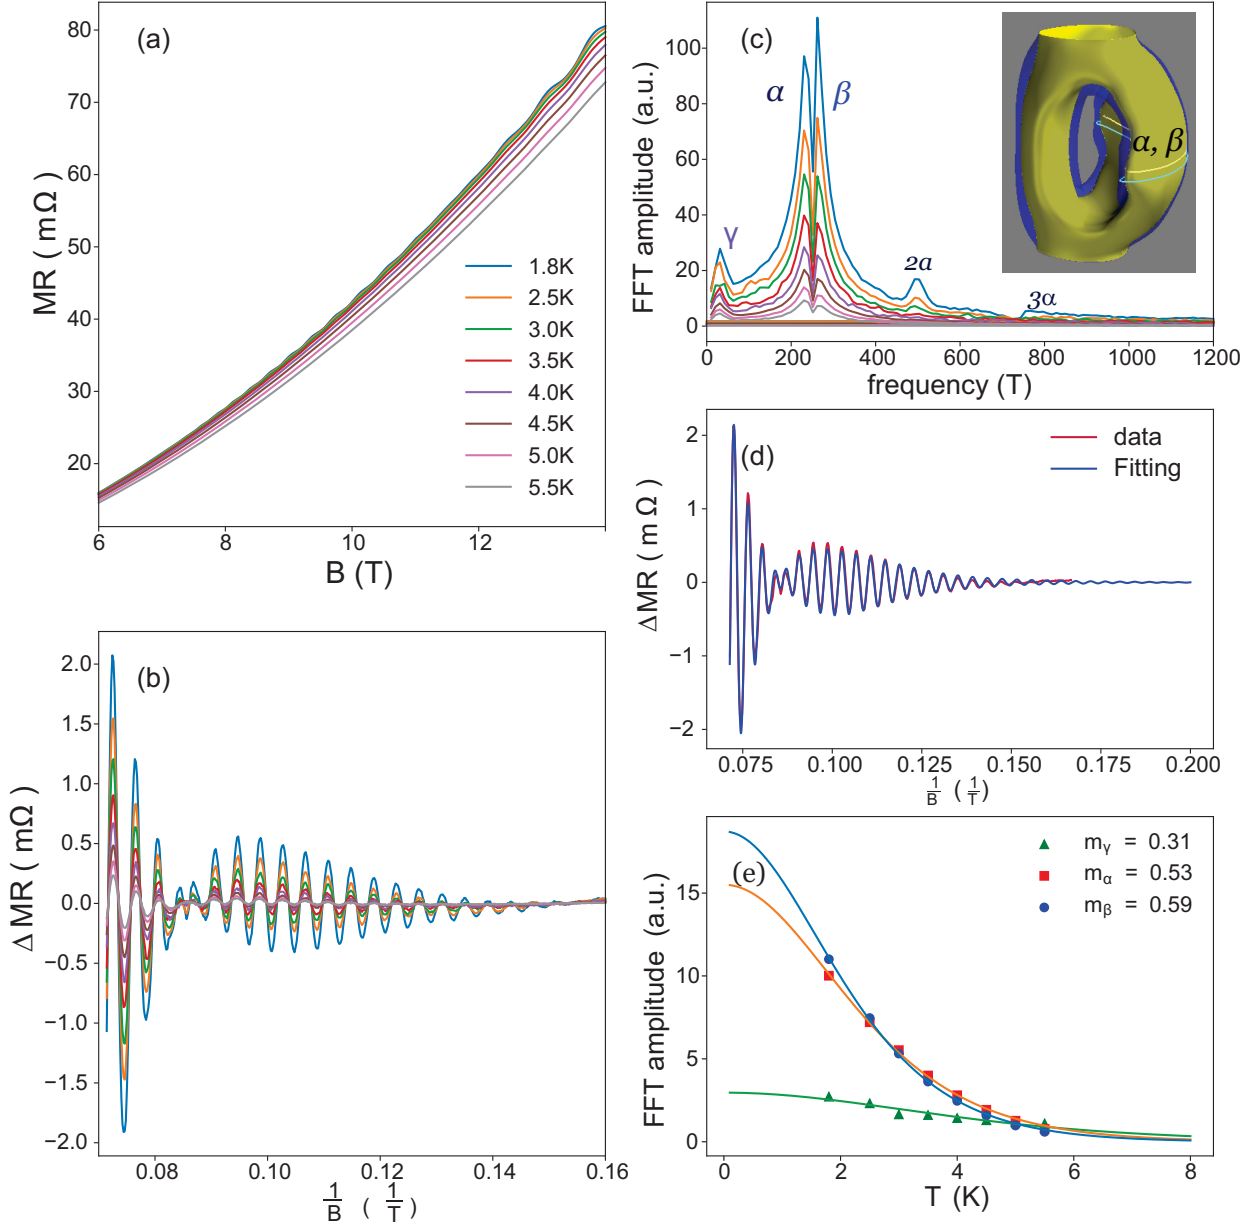 (a)
MR ( mΩ )
80
70
60
50
40
30
20
1.8K
2.5K
3.0K
3.5K
4.0K
4.5K
5.0K
5.5K
6
8
10
12
B (T)
(c)
FFT amplitude (a.u.)
100
80
60
40
20
0
α
β
γ
2α
3α
α, β
0
200
400
600
800
1000
1200
frequency (T)
(b)
Δ MR ( mΩ )
2.0
1.5
1.0
0.5
0.0
−0.5
−1.0
−1.5
−2.0
0.08
0.10
0.12
0.14
0.16
1/B ( 1/T )
(d)
data
Fitting
ΔMR ( m Ω )
2
1
0
−1
−2
0.075
0.100
0.125
0.150
0.175
0.200
1/B ( 1/T )
(e)
mγ = 0.31
mα = 0.53
mβ = 0.59
FFT amplitude (a.u.)
15
10
5
0
0
2
4
6
8
T (K)